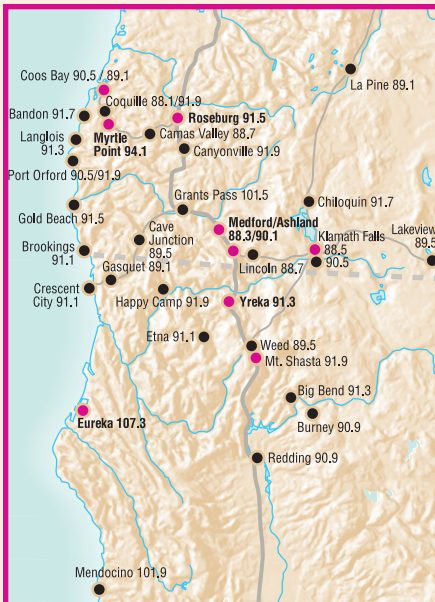 Coos Bay 90.5 / 89.1
La Pine 89.1
Coquille 88.1/91.9
Bandon 91.7
Roseburg 91.5
Langlois
91.3
Myrtle
Point 94.1
Camas Valley 88.7
Canyonville 91.9
Port Orford 90.5/91.9
Grants Pass 101.5
Chiloquin 91.7
Gold Beach 91.5
Medford/Ashland
88.3/90.1
Cave
Junction
89.5
Klamath Falls
88.5
90.5
Lakeview
89.5
Brookings
91.1
Gasquet 89.1
Lincoln 88.7
Crescent
City 91.1
Happy Camp 91.9
Yreka 91.3
Etna 91.1
Weed 89.5
Mt. Shasta 91.9
Big Bend 91.3
Burney 90.9
Eureka 107.3
Redding 90.9
Mendocino 101.9